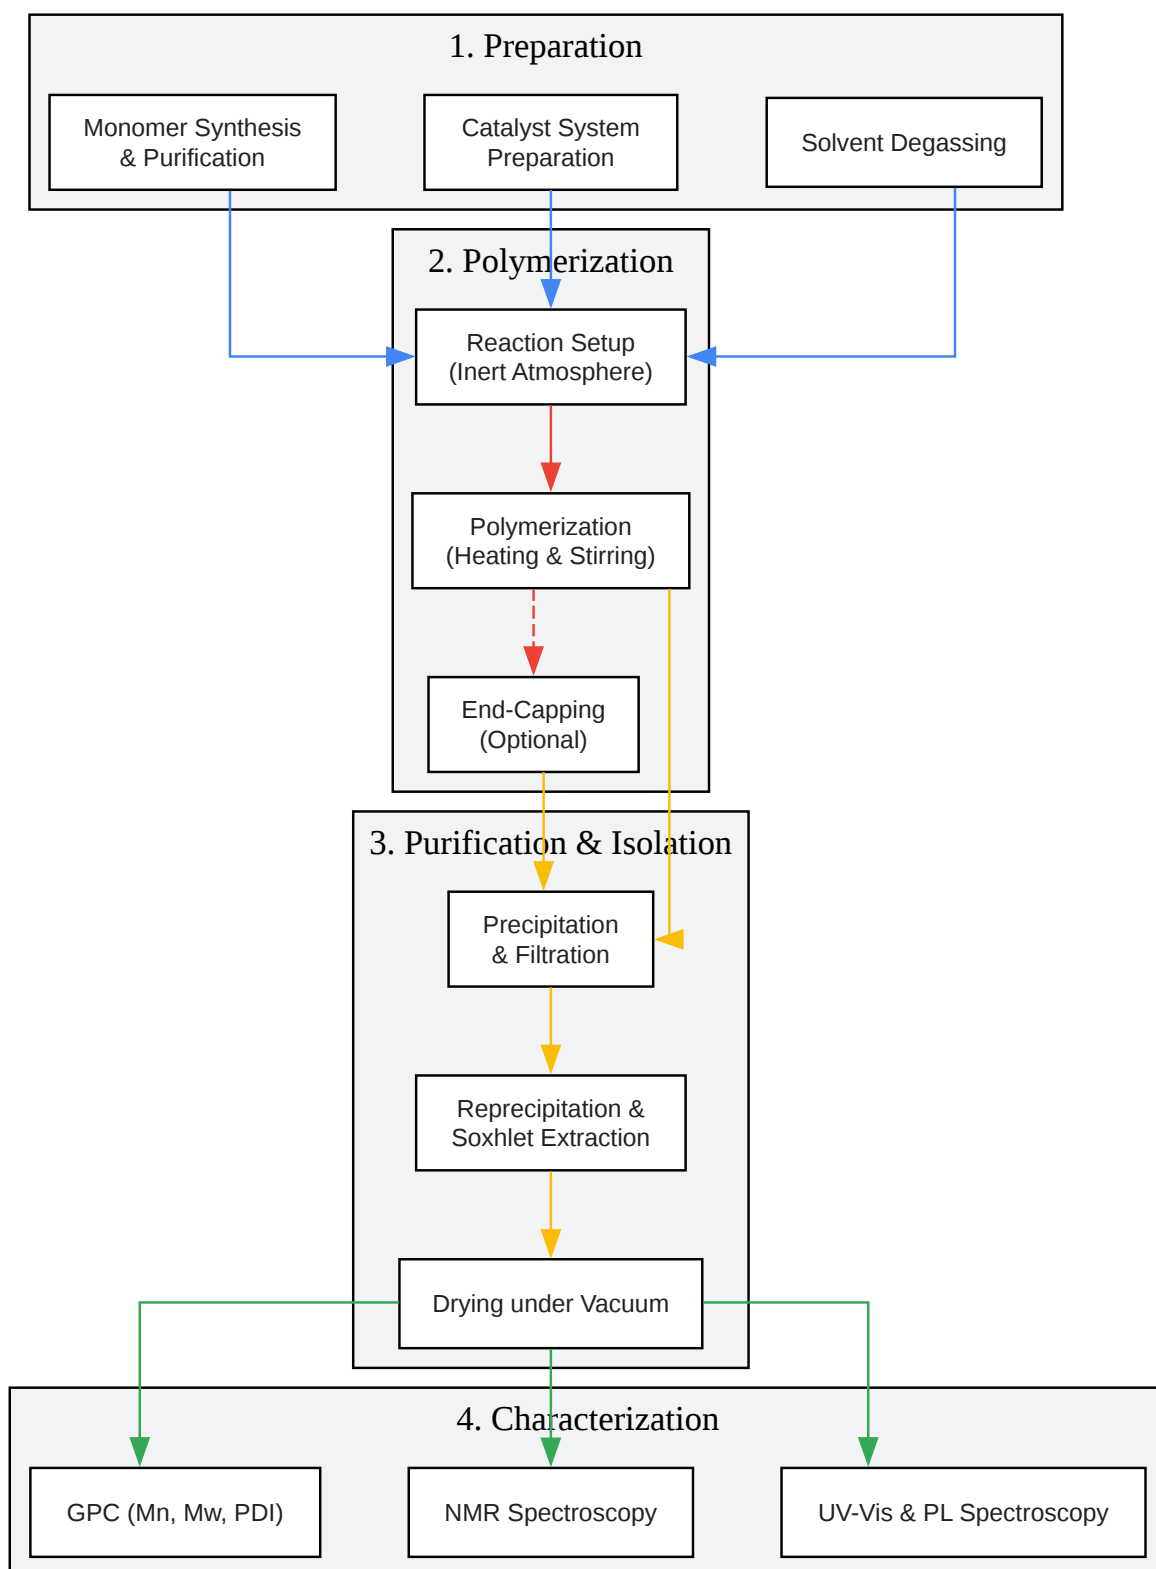 1. Preparation
Monomer Synthesis
& Purification
Catalyst System
Preparation
Solvent Degassing
2. Polymerization
Reaction Setup
(Inert Atmosphere)
Polymerization
(Heating & Stirring)
End-Capping
(Optional)
3. Purification & Isolation
Precipitation
& Filtration
Reprecipitation &
Soxhlet Extraction
Drying under Vacuum
4. Characterization
GPC (Mn, Mw, PDI)
NMR Spectroscopy
UV-Vis & PL Spectroscopy